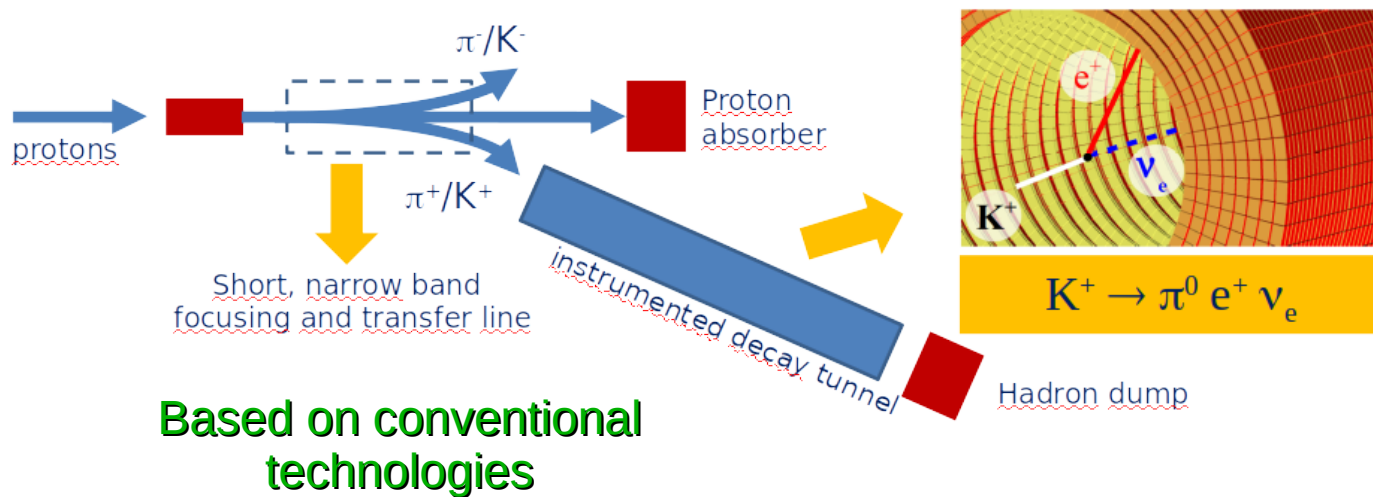 π⁻/K⁻
protons
Proton
absorber
π⁺/K⁺
Short, narrow band
focusing and transfer line
instrumented decay tunnel
Hadron dump
Based on conventional
technologies
e⁺
νₑ
K⁺
K⁺ → π⁰ e⁺ νₑ